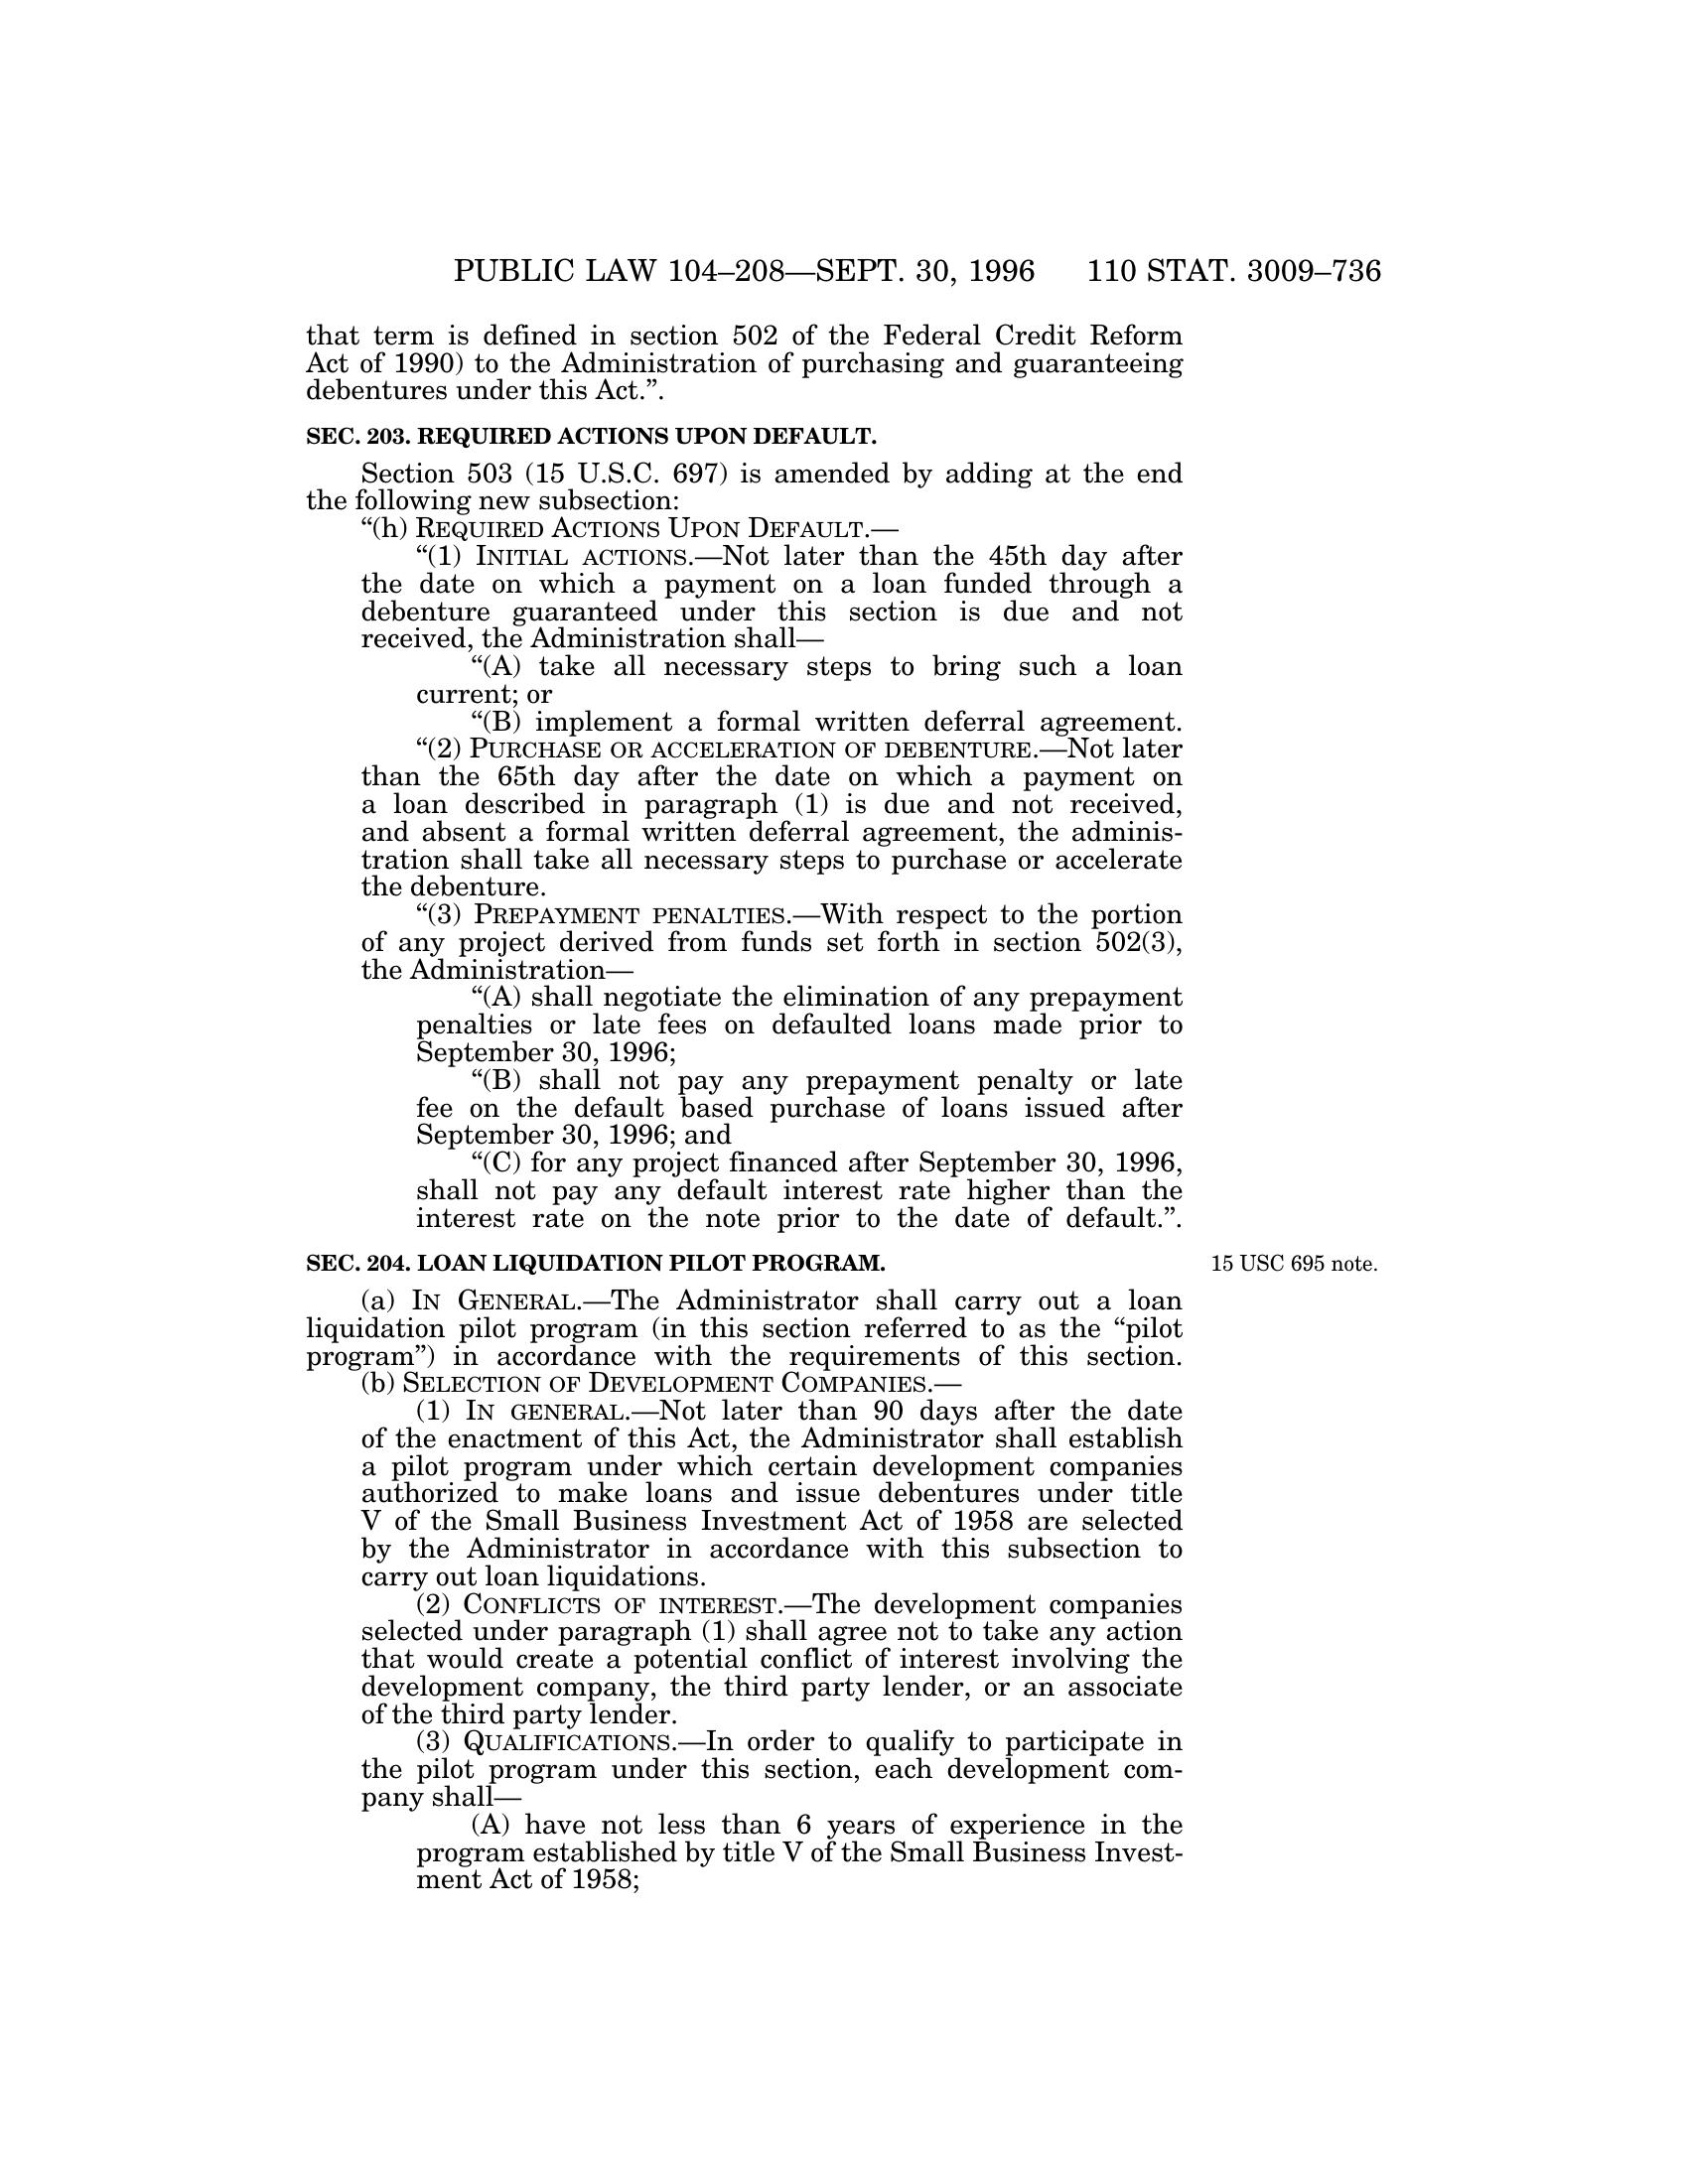 PUBLIC LAW 104–208—SEPT. 30, 1996 110 STAT. 3009–736
that term is defined in section 502 of the Federal Credit Reform
Act of 1990) to the Administration of purchasing and guaranteeing
debentures under this Act.”.
SEC. 203. REQUIRED ACTIONS UPON DEFAULT.
Section 503 (15 U.S.C. 697) is amended by adding at the end
the following new subsection:
“(h) REQUIRED ACTIONS UPON DEFAULT.—
“(1) INITIAL ACTIONS.—Not later than the 45th day after
the date on which a payment on a loan funded through a
debenture guaranteed under this section is due and not
received, the Administration shall—
“(A) take all necessary steps to bring such a loan
current; or
“(B) implement a formal written deferral agreement.
“(2) PURCHASE OR ACCELERATION OF DEBENTURE.—Not later
than the 65th day after the date on which a payment on
a loan described in paragraph (1) is due and not received,
and absent a formal written deferral agreement, the adminis-
tration shall take all necessary steps to purchase or accelerate
the debenture.
“(3) PREPAYMENT PENALTIES.—With respect to the portion
of any project derived from funds set forth in section 502(3),
the Administration—
“(A) shall negotiate the elimination of any prepayment
penalties or late fees on defaulted loans made prior to
September 30, 1996;
“(B) shall not pay any prepayment penalty or late
fee on the default based purchase of loans issued after
September 30, 1996; and
“(C) for any project financed after September 30, 1996,
shall not pay any default interest rate higher than the
interest rate on the note prior to the date of default.”.
SEC. 204. LOAN LIQUIDATION PILOT PROGRAM. 15 USC 695 note.
(a) IN GENERAL.—The Administrator shall carry out a loan
liquidation pilot program (in this section referred to as the “pilot
program”) in accordance with the requirements of this section.
(b) SELECTION OF DEVELOPMENT COMPANIES.—
(1) IN GENERAL.—Not later than 90 days after the date
of the enactment of this Act, the Administrator shall establish
a pilot program under which certain development companies
authorized to make loans and issue debentures under title
V of the Small Business Investment Act of 1958 are selected
by the Administrator in accordance with this subsection to
carry out loan liquidations.
(2) CONFLICTS OF INTEREST.—The development companies
selected under paragraph (1) shall agree not to take any action
that would create a potential conflict of interest involving the
development company, the third party lender, or an associate
of the third party lender.
(3) QUALIFICATIONS.—In order to qualify to participate in
the pilot program under this section, each development com-
pany shall—
(A) have not less than 6 years of experience in the
program established by title V of the Small Business Invest-
ment Act of 1958;